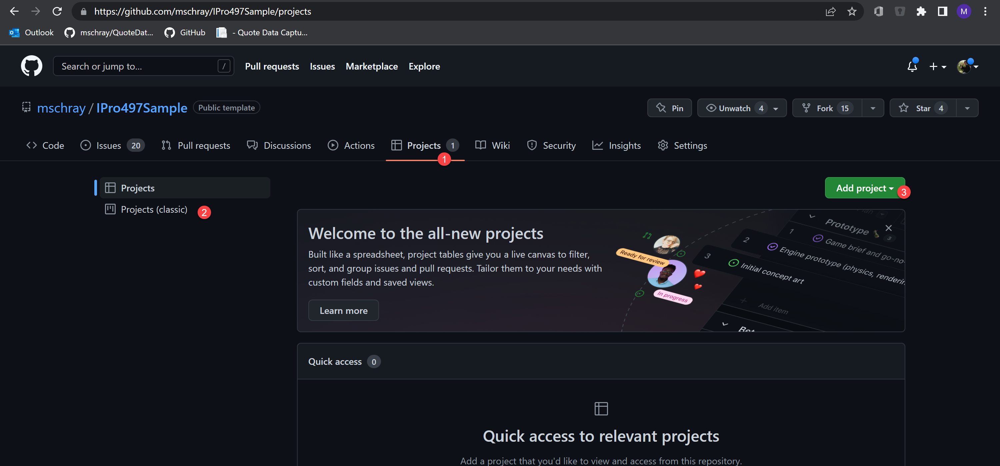 https://github.com/mschray/IPro497Sample/projects
M
Outlook
mschray/QuoteDat...
GitHub
- Quote Data Captu...
Search or jump to...
/
Pull requests
Issues
Marketplace
Explore
mschray / IPro497Sample
Public template
Pin
Unwatch 4
Fork 15
Star 4
Code
Issues 20
Pull requests
Discussions
Actions
Projects 1
Wiki
Security
Insights
Settings
1
Projects
Add project
3
Projects (classic)
2
Welcome to the all-new projects
Built like a spreadsheet, project tables give you a live canvas to filter,
sort, and group issues and pull requests. Tailor them to your needs with
custom fields and saved views.
Learn more
Ready for review
In progress
Plan
Prototype 3
1 Game brief and go-no-
2 Engine prototype (physics, renderin
3 Initial concept art
+ Add item
Quick access 0
Quick access to relevant projects
Add a project that you'd like to view and access from this repository.